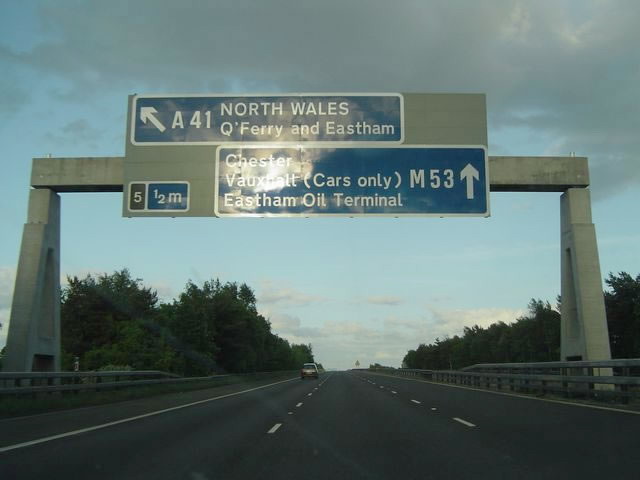 A41 NORTH WALES
Q'Ferry and Eastham
Chester
Vauxhall (Cars only) M53
Eastham Oil Terminal
5 ½ m